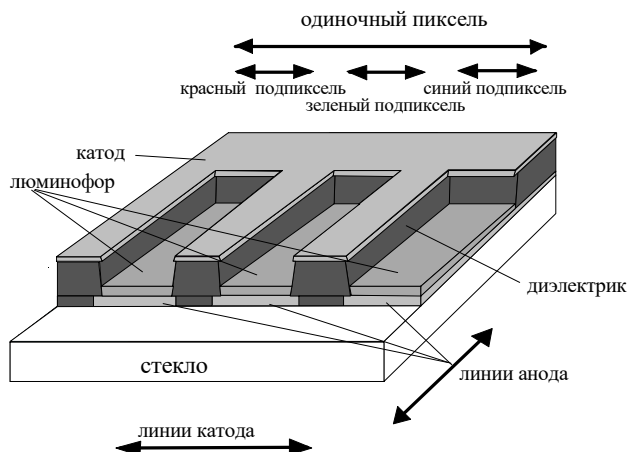 одиночный пиксель
красный подпиксель
синий подпиксель
зеленый подпиксель
катод
люминофор
диэлектрик
стекло
линии анода
линии катода